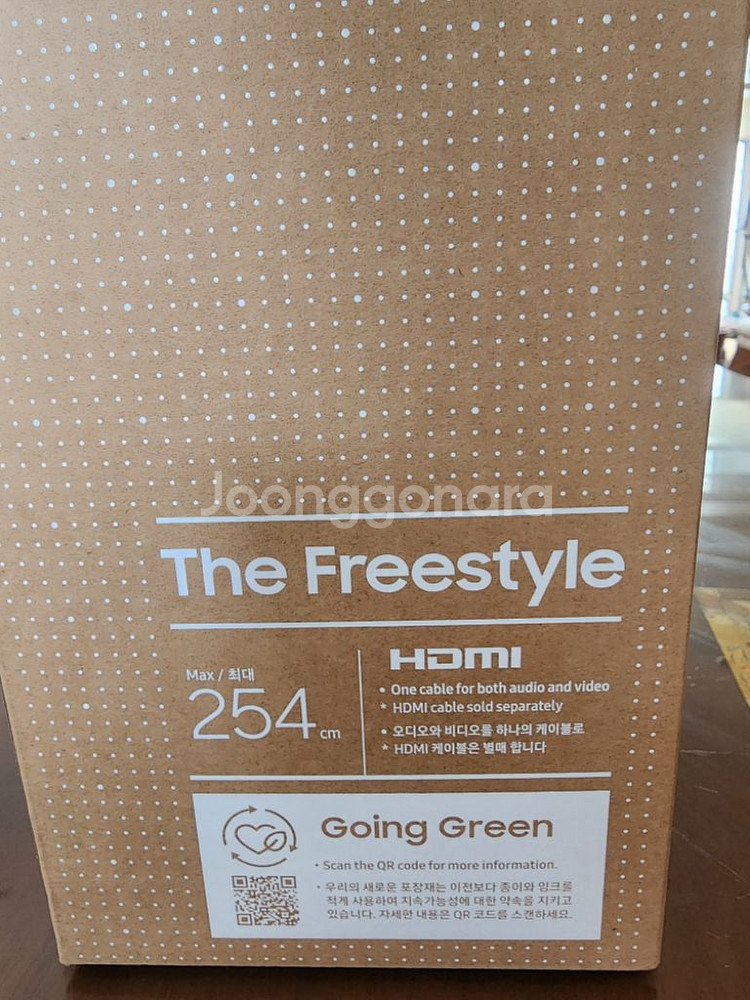 Joonggonara
The Freestyle
Max / 최대
254 cm
HDMI
• One cable for both audio and video
* HDMI cable sold separately
• 오디오와 비디오를 하나의 케이블로
* HDMI 케이블은 별매 합니다
Going Green
• Scan the QR code for more information.
• 우리의 새로운 포장재는 이전보다 종이와 잉크를
적게 사용하여 지속가능성에 대한 약속을 지키고
있습니다. 자세한 내용은 QR 코드를 스캔하세요.